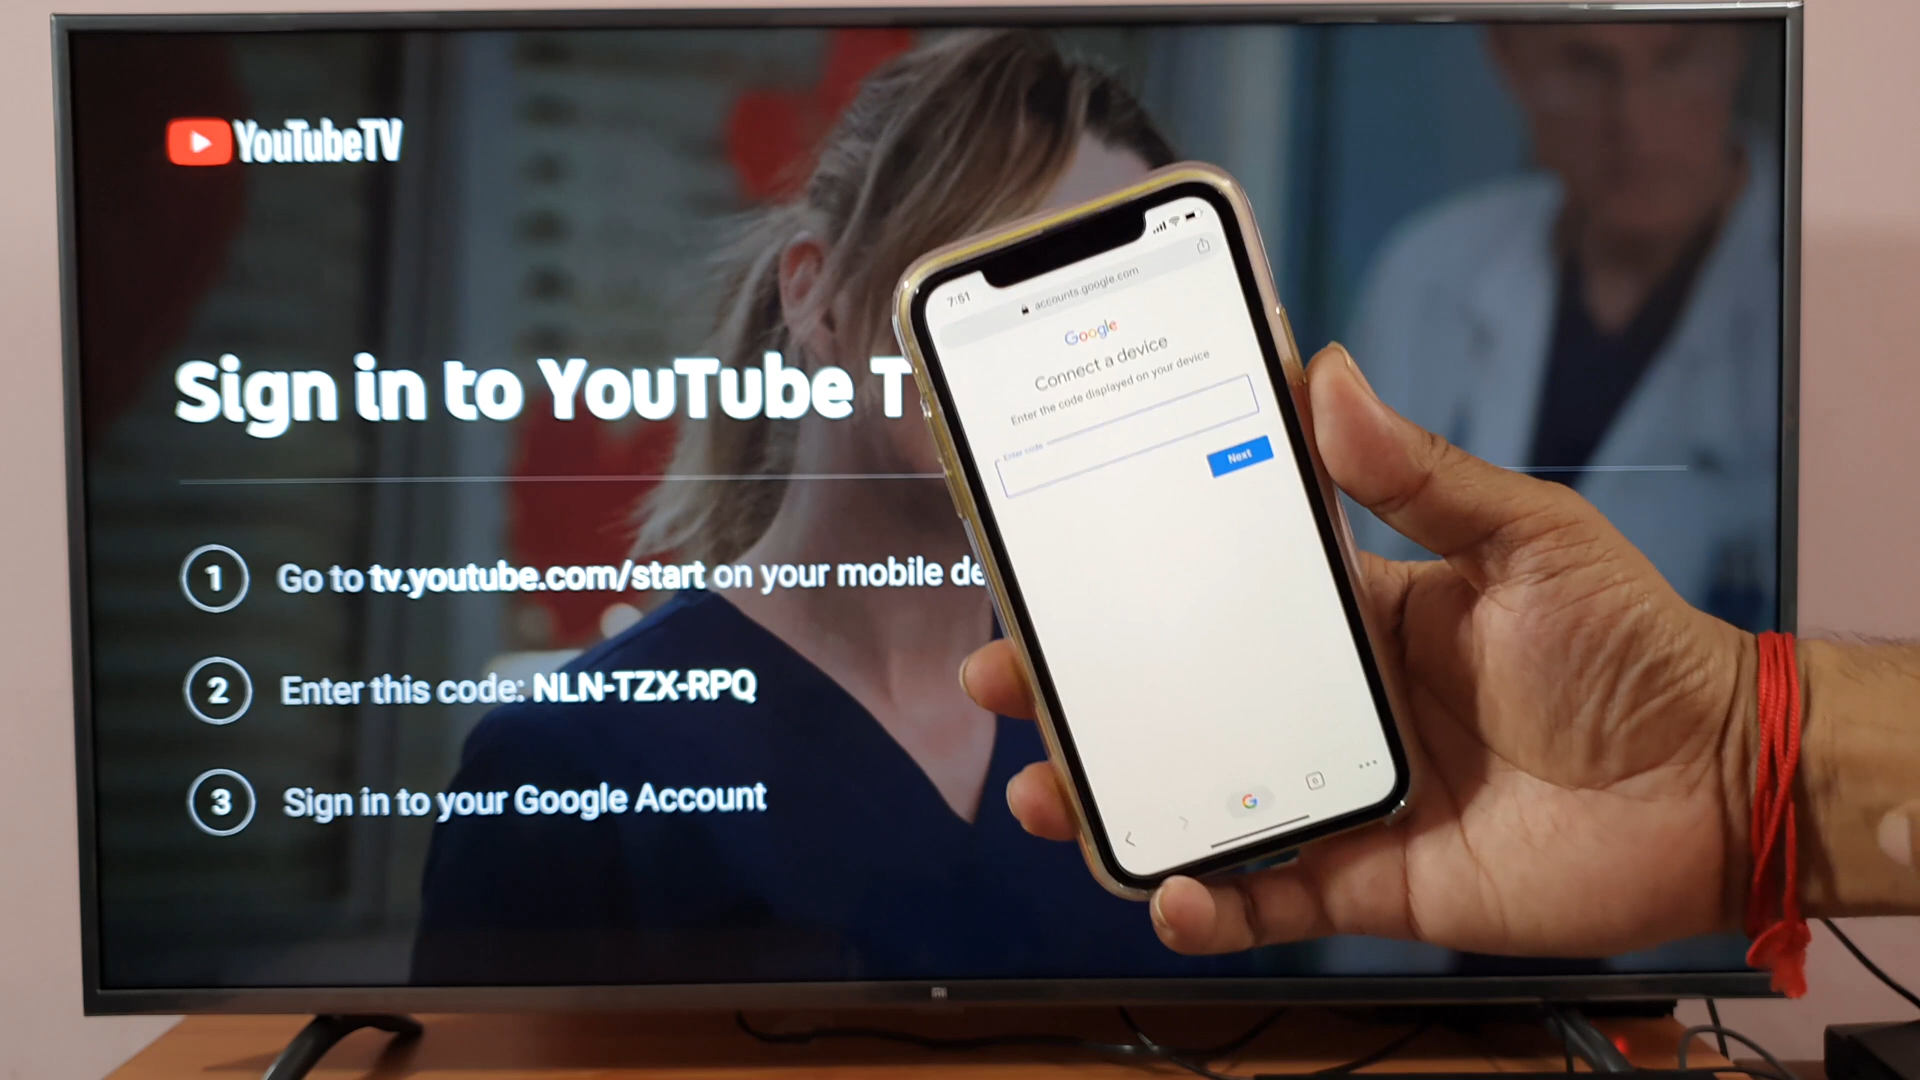 YouTubeTV
Sign in to YouTube T
1 Go to tv.youtube.com/start on your mobile de
2 Enter this code: NLN-TZX-RPQ
3 Sign in to your Google Account
7:51
accounts.google.com
Google
Connect a device
Enter the code displayed on your device
Enter code
Next
G
mi